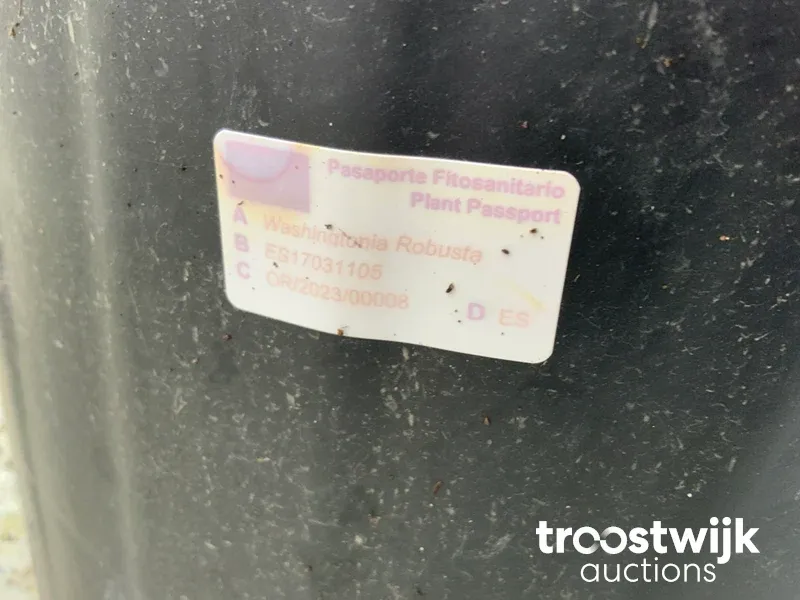 Pasaporte Fitosanitario
Plant Passport
A Washingtonia Robusta
B ES17031105
C OR/2023/00008
D ES
troostwijk
auctions